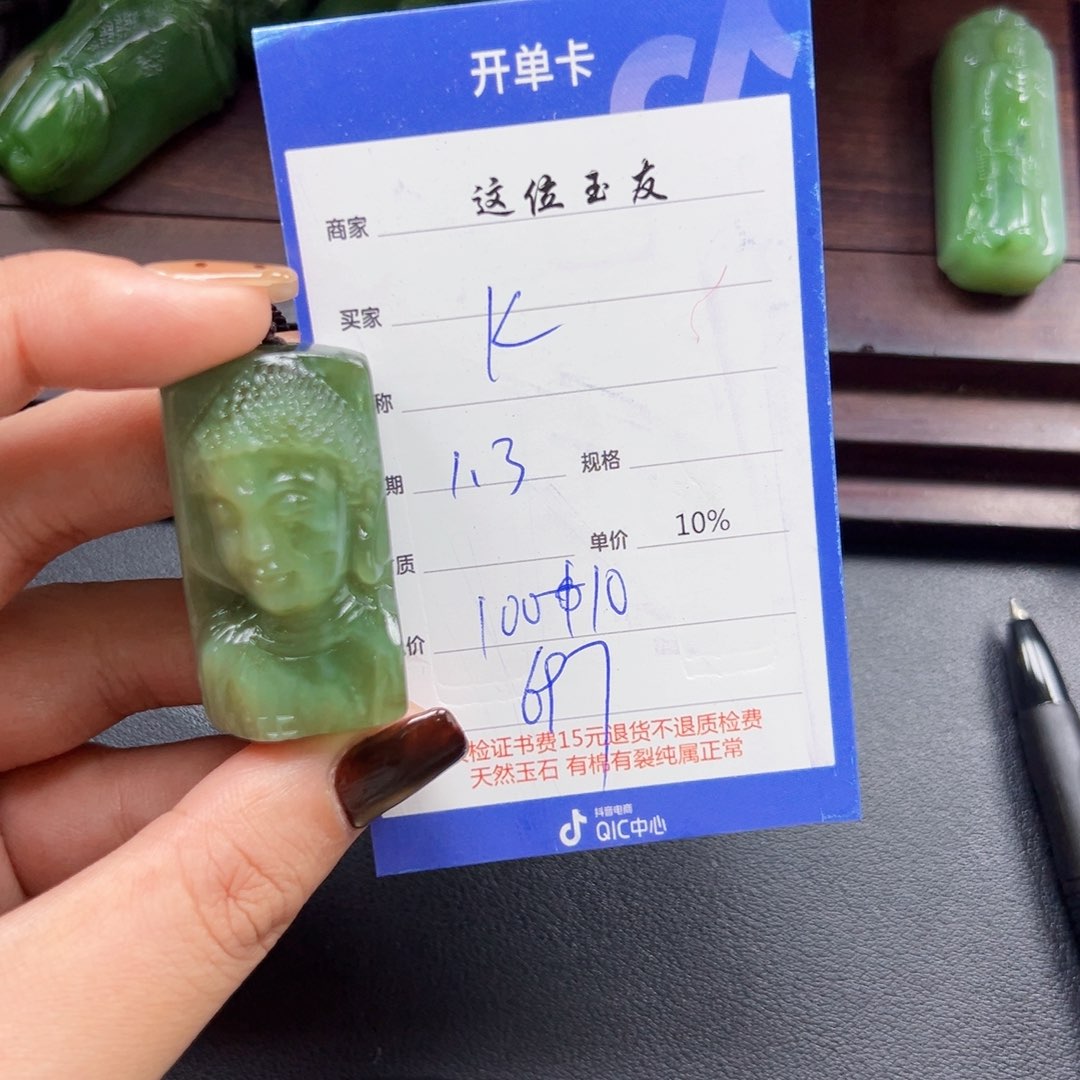 开单卡
商家 这位玉友
买家 K
称
期 1.3 规格
质 单价 10%
价 100 10
检证书费15元退货不退质检费
天然玉石 有棉有裂纯属正常
抖音电商
QIC中心